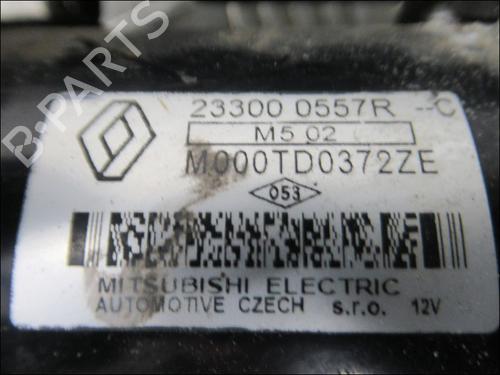 23300 0557R --C
M5 02
M000TD0372ZE
053
MITSUBISHI ELECTRIC
AUTOMOTIVE CZECH s.r.o. 12V
B-PARTS